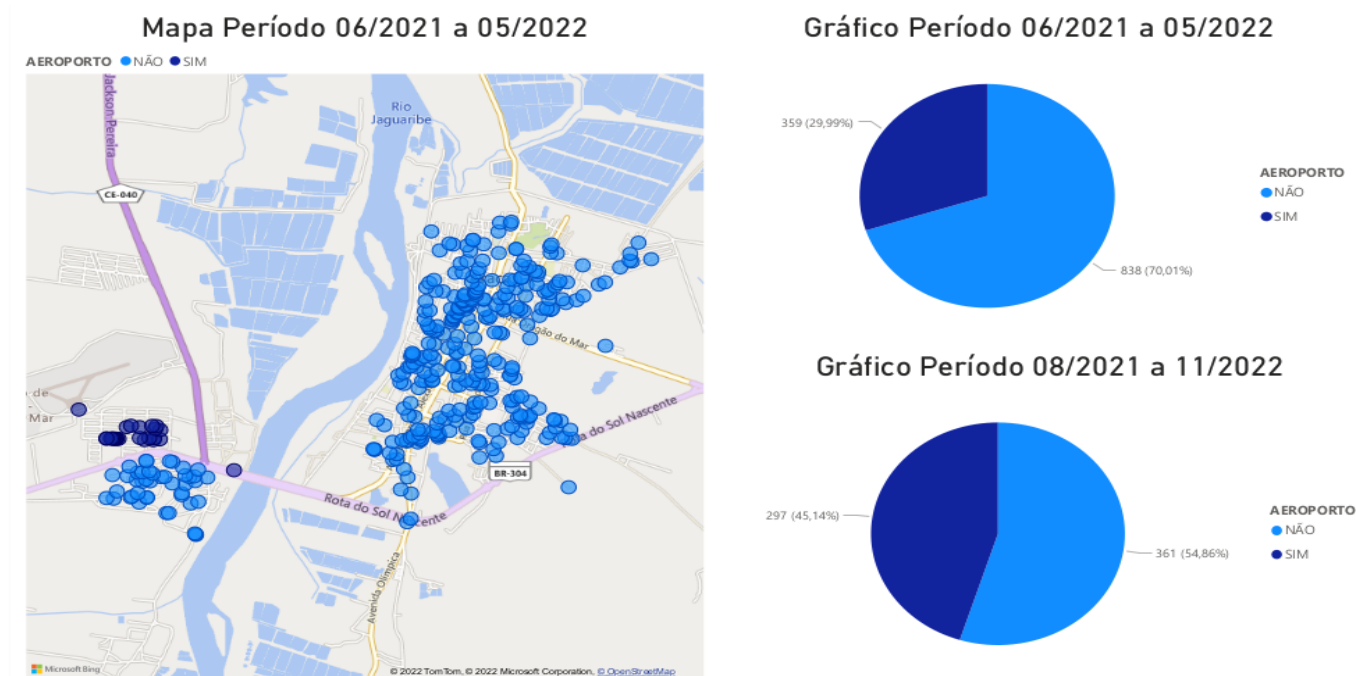 Mapa Período 06/2021 a 05/2022
AEROPORTO NÃO SIM
Jackson Pereira
Rio
Jaguaribe
CE-040
do Mar
de
Mar
Rota do Sol Nascente
BR-304
Rota do Sol Nascente
Avenida Olímpica
Microsoft Bing
© 2022 TomTom, © 2022 Microsoft Corporation, © OpenStreetMap
Gráfico Período 06/2021 a 05/2022
359 (29,99%)
838 (70,01%)
AEROPORTO
NÃO
SIM
Gráfico Período 08/2021 a 11/2022
297 (45,14%)
361 (54,86%)
AEROPORTO
NÃO
SIM